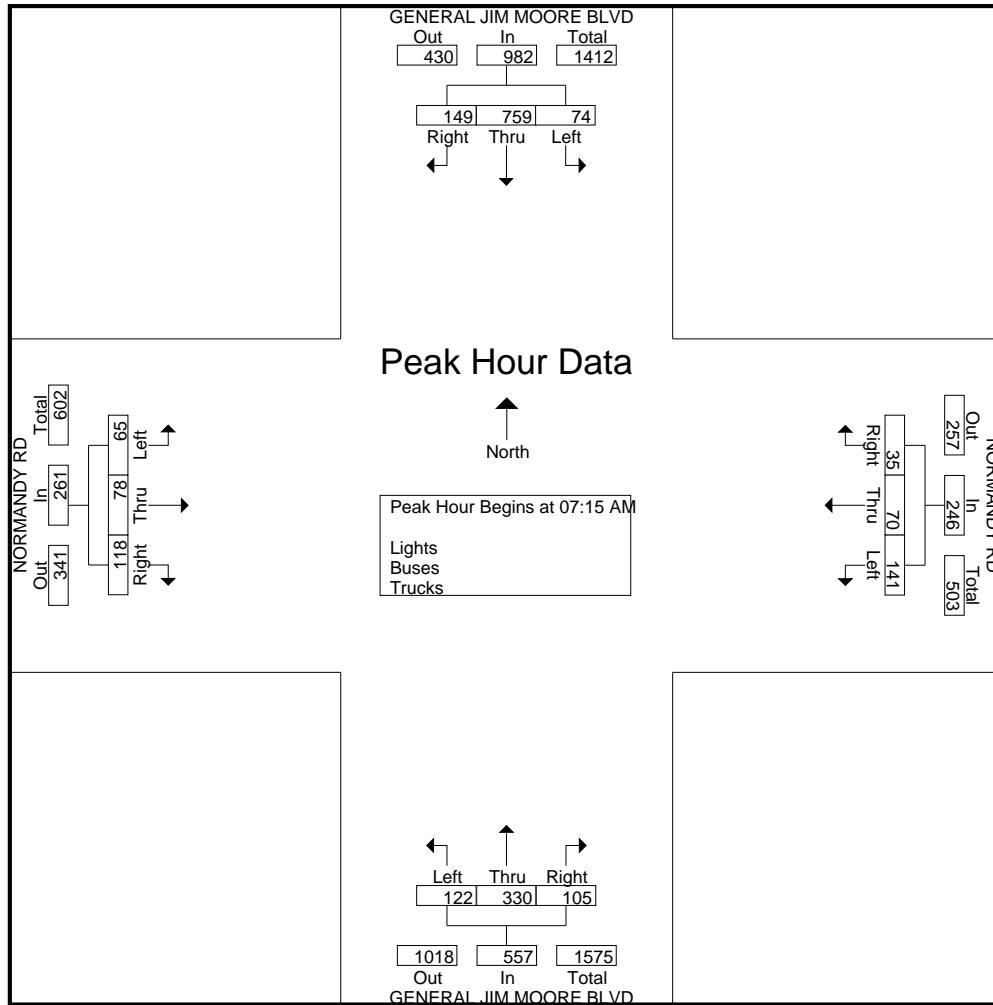 GENERAL JIM MOORE BLVD
Out In Total
430 982 1412
149 759 74
Right Thru Left
Peak Hour Data
North
Peak Hour Begins at 07:15 AM
Lights
Buses
Trucks
NORMANDY RD
Total In Out
602 261 341
65 78 118
Left Thru Right
Right Thru Left
35 70 141
257 246 503
Out In Total
NORMANDY RD
Left Thru Right
122 330 105
1018 557 1575
Out In Total
GENERAL JIM MOORE BLVD